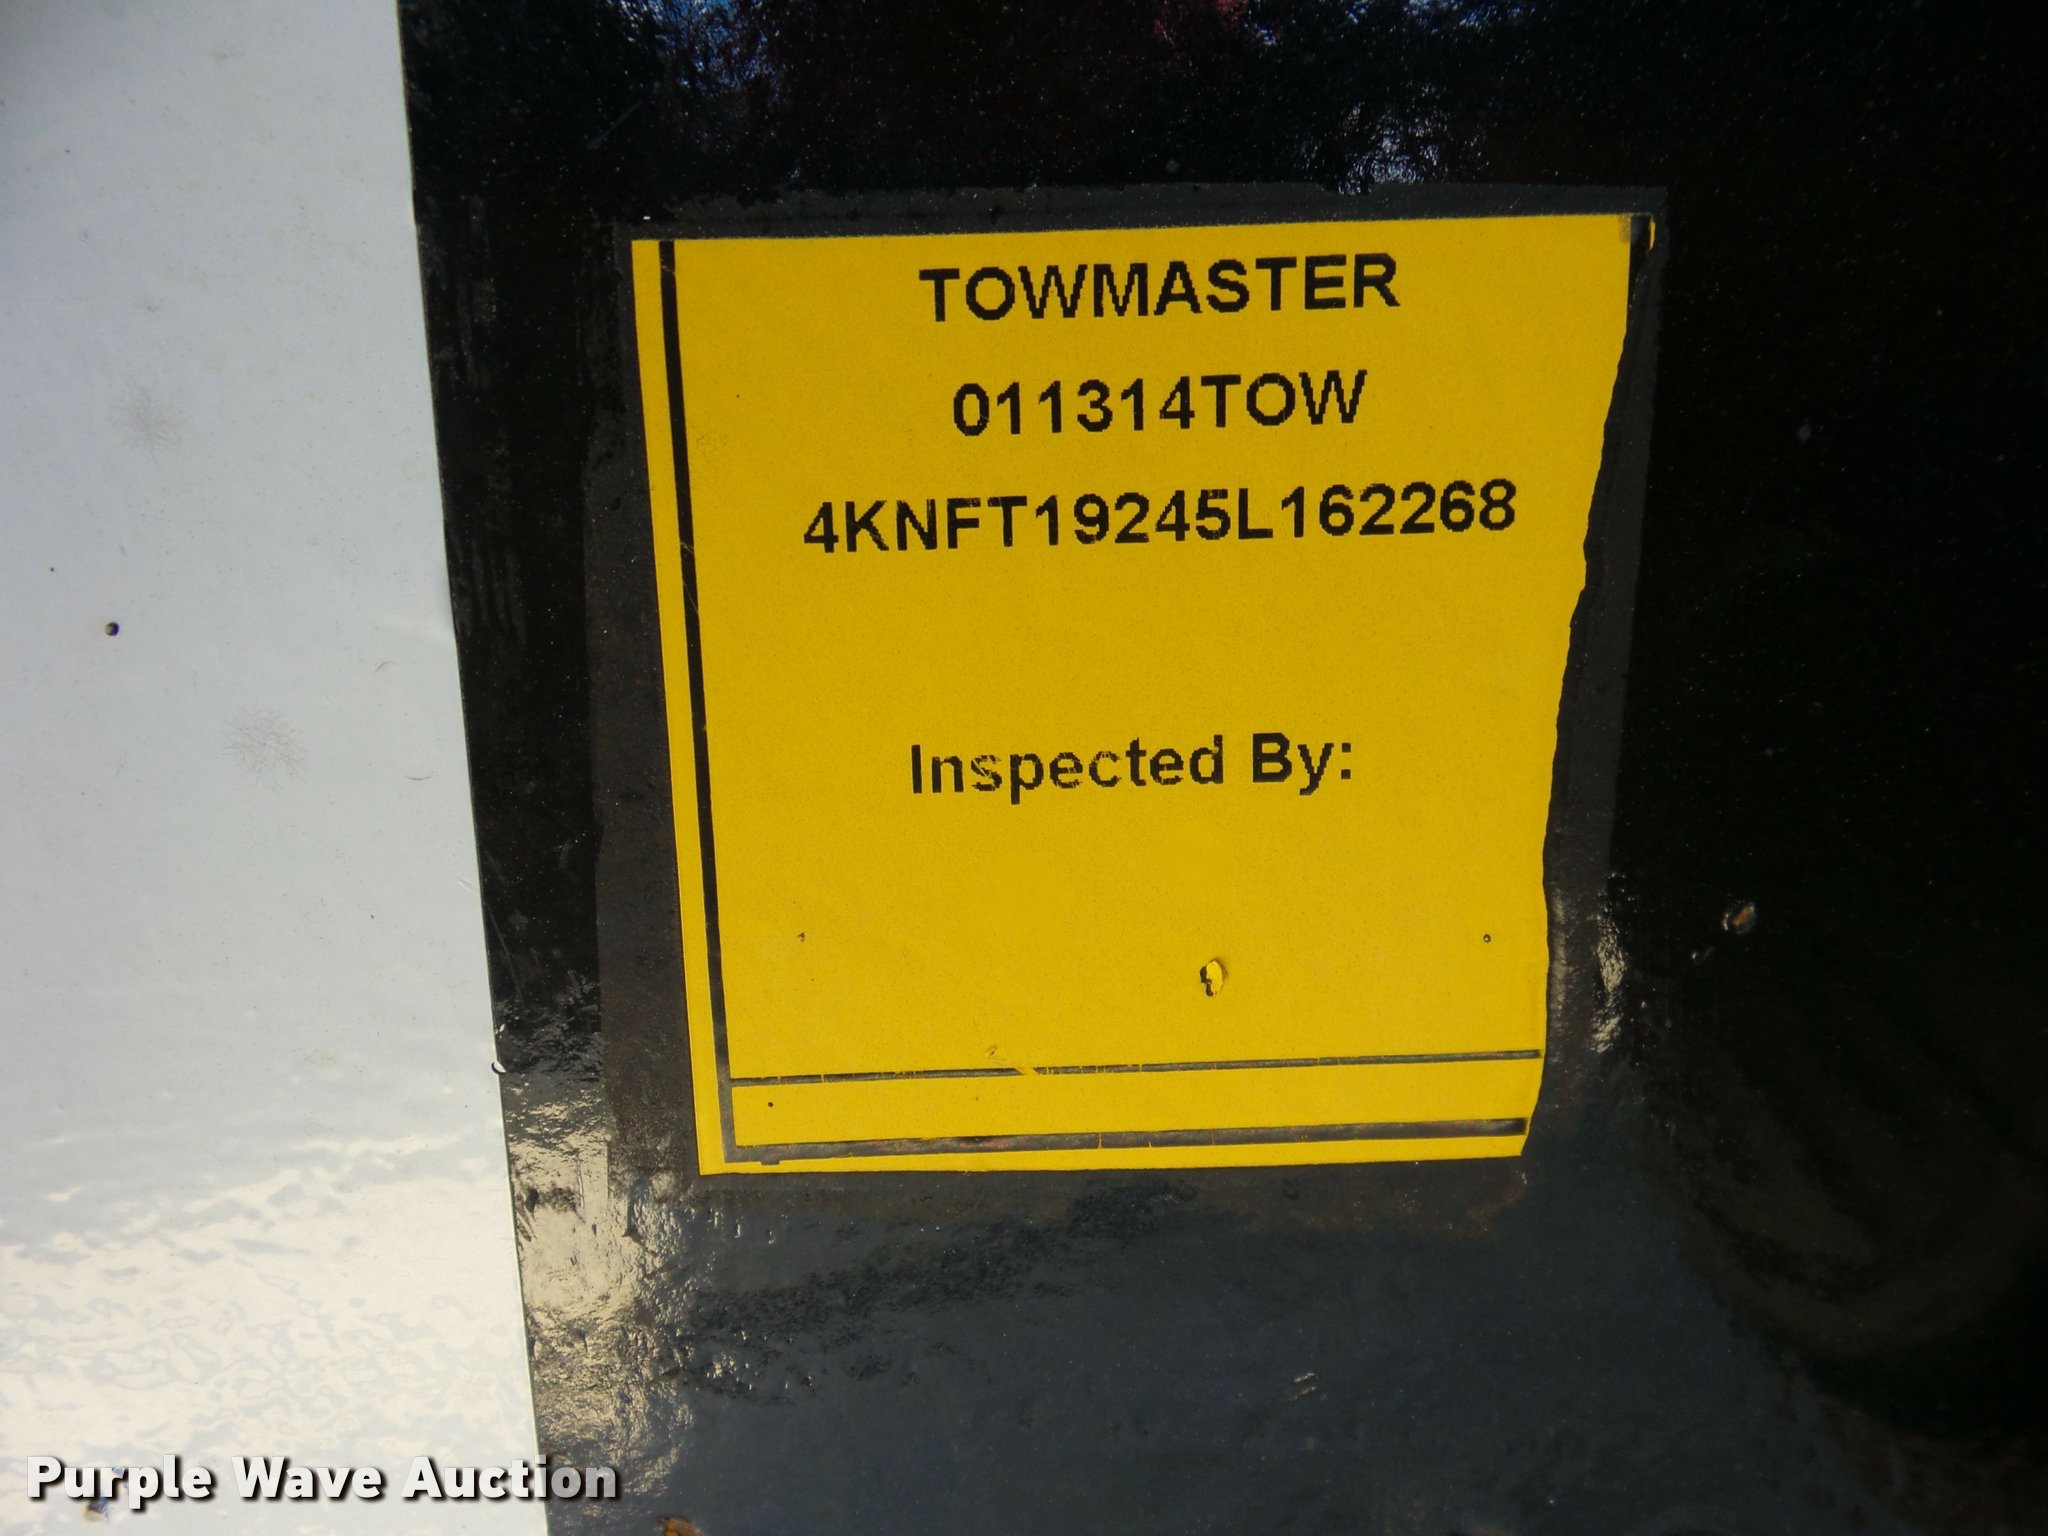 TOWMASTER
011314TOW
4KNFT19245L162268
Inspected By:
Purple Wave Auction